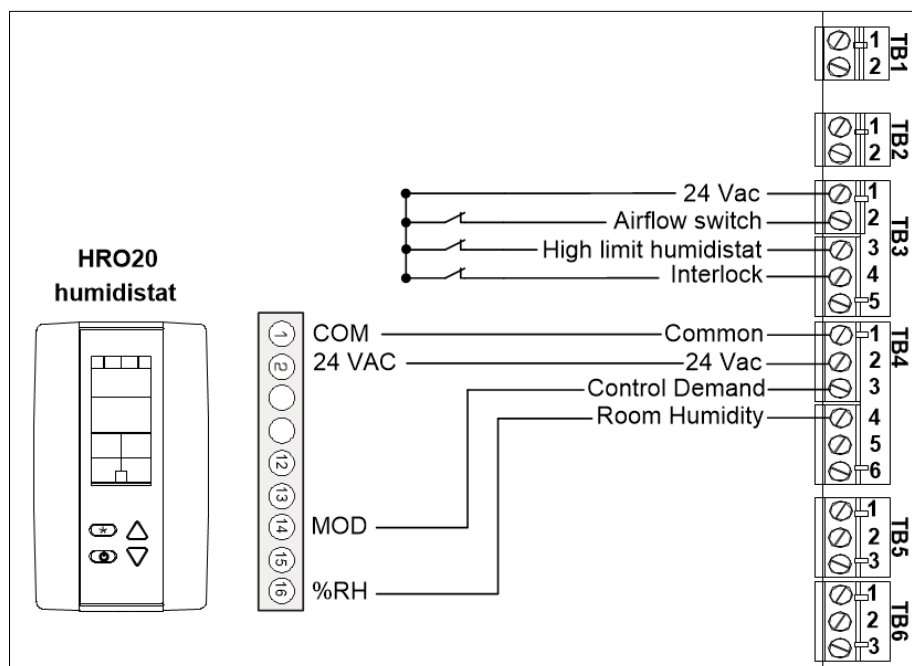 1
TB1
2
1
TB2
2
24 Vac
1
Airflow switch
2
TB3
High limit humidistat
3
Interlock
4
5
HRO20
humidistat
1
COM
Common
1
TB4
2
24 VAC
24 Vac
2
Control Demand
3
Room Humidity
4
5
6
12
13
14
MOD
15
16
%RH
1
2
TB5
3
1
2
TB6
3